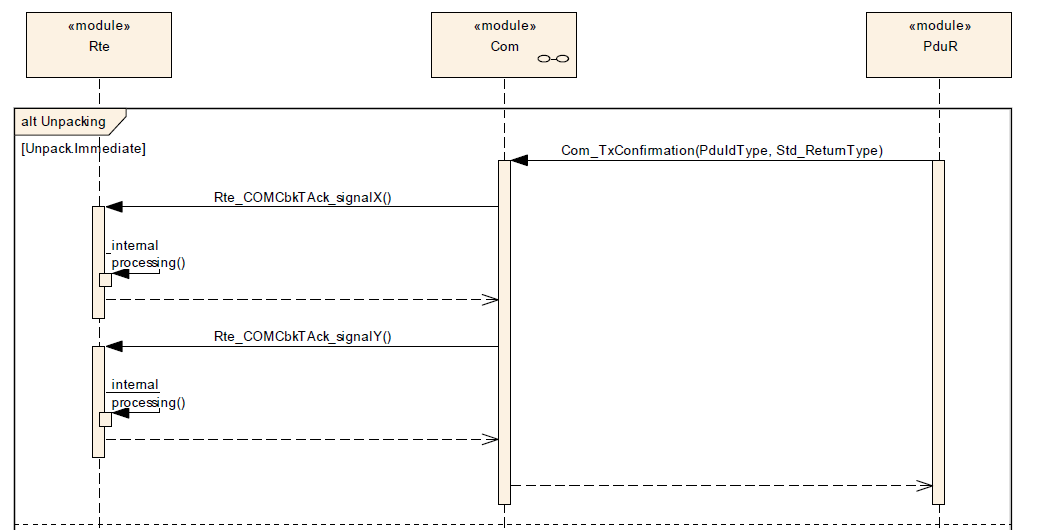 «module»
Rte
«module»
Com
«module»
PduR
alt Unpacking
[Unpack.Immediate]
Com_TxConfirmation(PduIdType, Std_ReturnType)
Rte_COMCbkTAck_signalX()
internal
processing()
Rte_COMCbkTAck_signalY()
internal
processing()